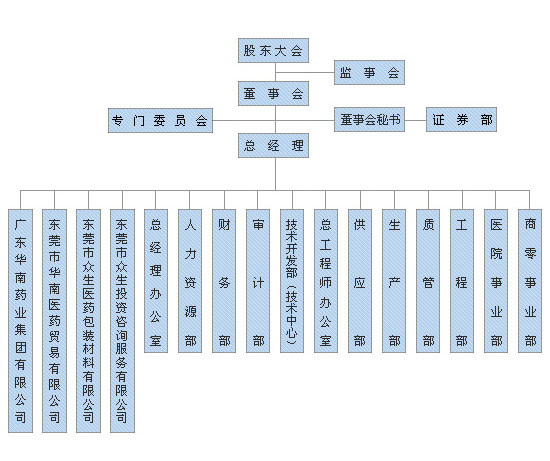 股东大会
监事会
董事会
专门委员会
董事会秘书
证券部
总经理
广东华南药业集团有限公司
东莞市华南医药贸易有限公司
东莞市众生医药包装材料有限公司
东莞市众生投资咨询服务有限公司
总经理办公室
人力资源部
财务部
审计部
技术开发部（技术中心）
总工程师办公室
供应部
生产部
质管部
工程部
医院事业部
商零事业部